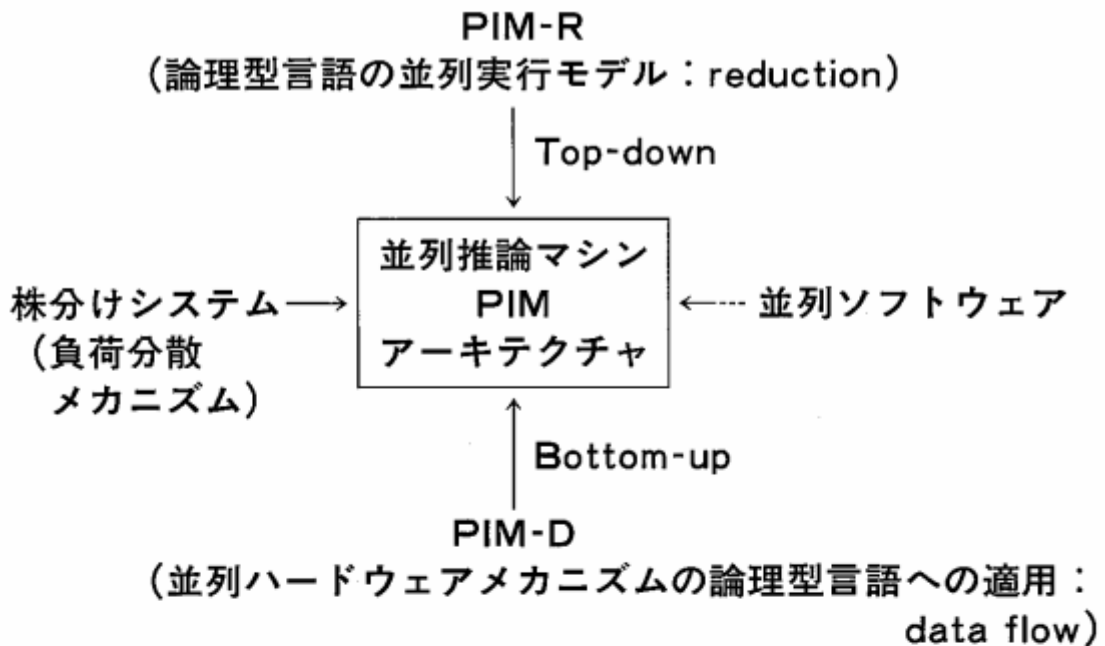 PIM-R
(論理型言語の並列実行モデル：reduction)
Top-down
並列推論マシン
PIM
アーキテクチャ
株分けシステム
(負荷分散
メカニズム)
並列ソフトウェア
Bottom-up
PIM-D
(並列ハードウェアメカニズムの論理型言語への適用：
data flow)